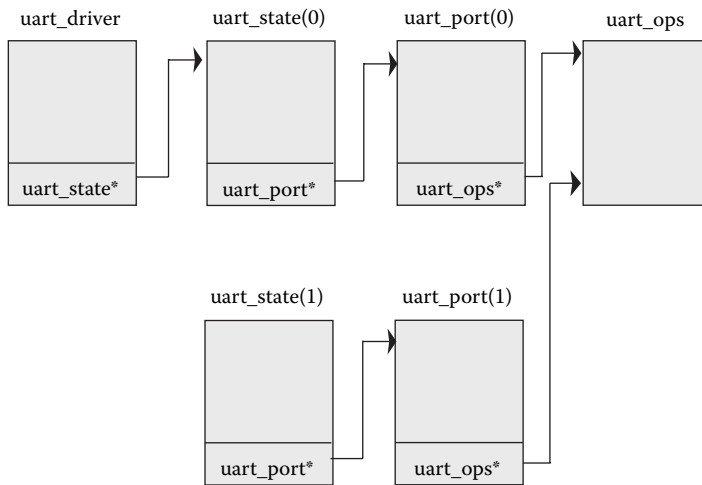 uart_driver
uart_state(0)
uart_port(0)
uart_ops
uart_state*
uart_port*
uart_ops*
uart_state(1)
uart_port(1)
uart_port*
uart_ops*